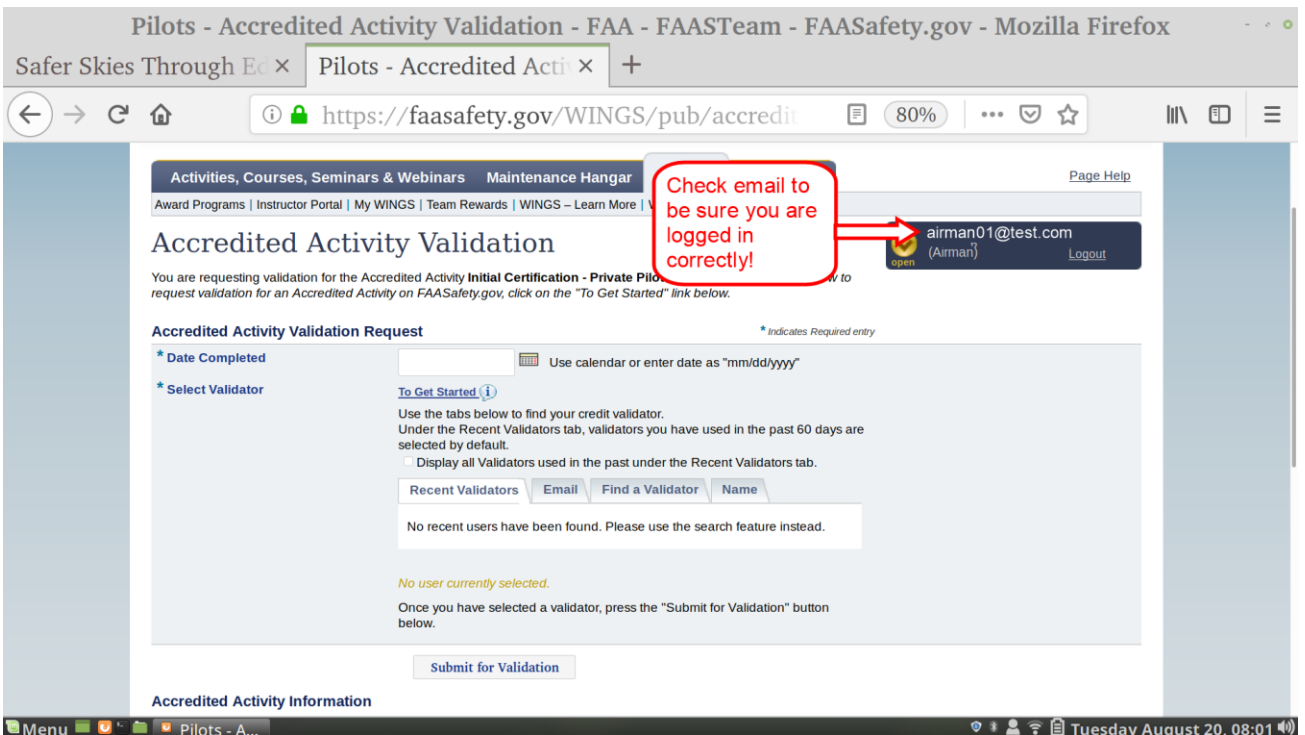 Pilots - Accredited Activity Validation - FAA - FAASTeam - FAASafety.gov - Mozilla Firefox
Safer Skies Through Ed × Pilots - Accredited Activ × +
https://faasafety.gov/WINGS/pub/accredit 80%
Activities, Courses, Seminars & Webinars Maintenance Hangar
Page Help
Award Programs | Instructor Portal | My WINGS | Team Rewards | WINGS – Learn More |
Check email to
be sure you are
logged in
correctly!
airman01@test.com
(Airman)
Logout
open
Accredited Activity Validation
You are requesting validation for the Accredited Activity Initial Certification - Private Pilot
to
request validation for an Accredited Activity on FAASafety.gov, click on the "To Get Started" link below.
Accredited Activity Validation Request
* Indicates Required entry
* Date Completed
Use calendar or enter date as "mm/dd/yyyy"
* Select Validator
To Get Started
Use the tabs below to find your credit validator.
Under the Recent Validators tab, validators you have used in the past 60 days are
selected by default.
Display all Validators used in the past under the Recent Validators tab.
Recent Validators Email Find a Validator Name
No recent users have been found. Please use the search feature instead.
No user currently selected.
Once you have selected a validator, press the "Submit for Validation" button
below.
Submit for Validation
Accredited Activity Information
Menu Pilots - A... Tuesday August 20, 08:01